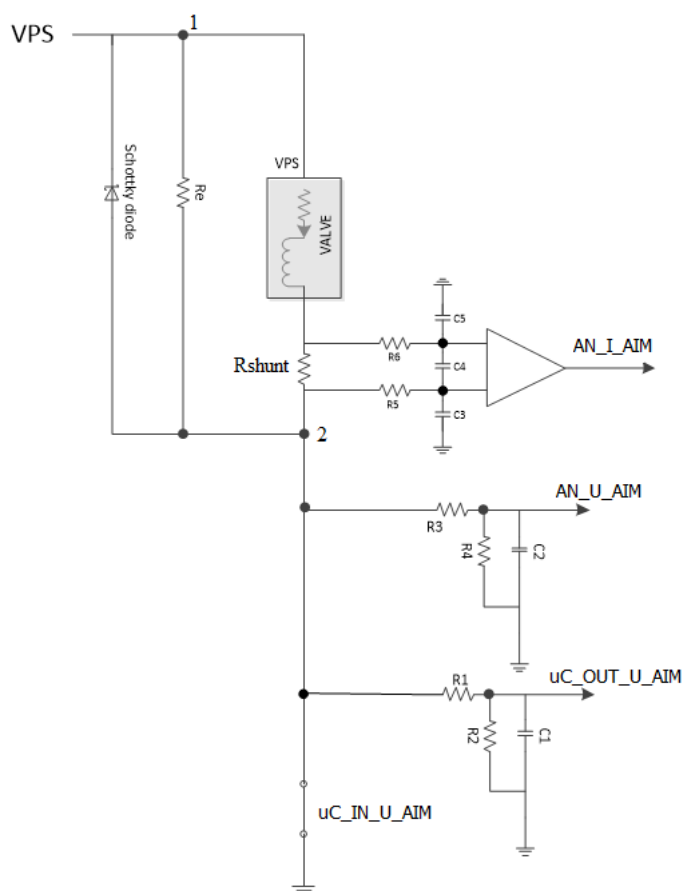 VPS
1
Schottky diode
Re
VPS
VALVE
C5
R6
C4
AN_I_AIM
Rshunt
R5
C3
2
AN_U_AIM
R3
R4
C2
R1
uC_OUT_U_AIM
R2
C1
uC_IN_U_AIM